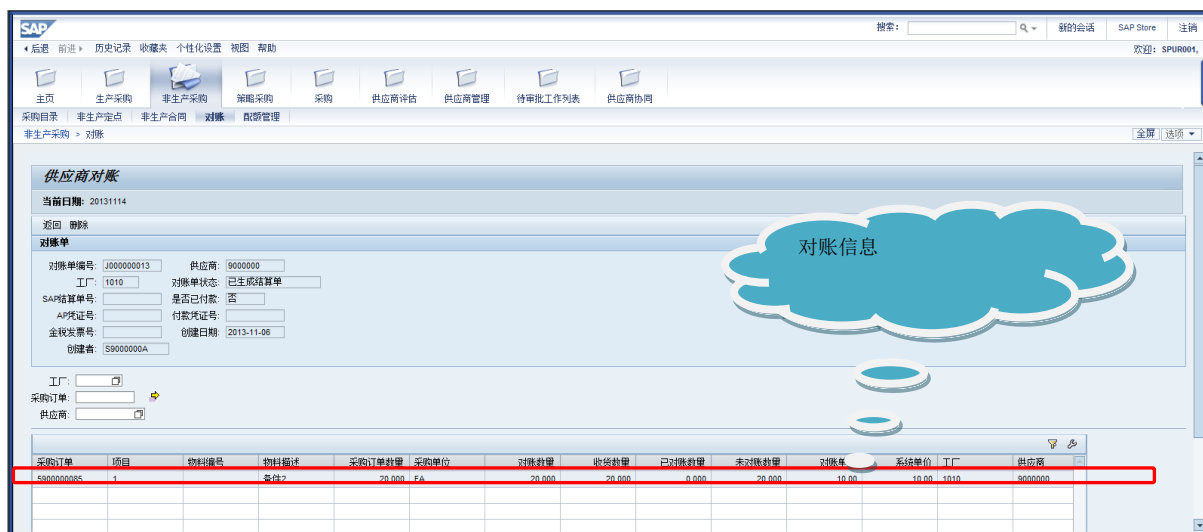 SAP
搜索: 新的会话 SAP Store 注销
后退 前进 历史记录 收藏夹 个性化设置 视图 帮助 欢迎: SPUR001,
主页 生产采购 非生产采购 策略采购 采购 供应商评估 供应商管理 待审批工作列表 供应商协同
采购目录 非生产定点 非生产合同 对账 配额管理
非生产采购 > 对账 全屏 选项
供应商对账
当前日期: 20131114
返回 删除
对账单
对账信息
对账单编号: J000000013 供应商: 9000000
工厂: 1010 对账单状态: 已生成结算单
SAP结算单号: 是否已付款: 否
AP凭证号: 付款凭证号:
金税发票号: 创建日期: 2013-11-06
创建者: S9000000A
工厂:
采购订单:
供应商:
采购订单 项目 物料编号 物料描述 采购订单数量 采购单位 对账数量 收货数量 已对账数量 未对账数量 对账单 系统单价 工厂 供应商
5900000085 1 备件2 20.000 EA 20.000 20.000 0.000 20.000 10.00 10.00 1010 9000000